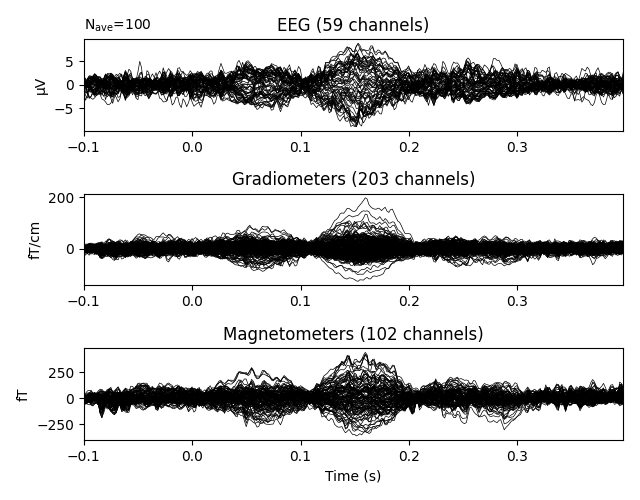 Nave=100
EEG (59 channels)
5
0
−5
µV
−0.1 0.0 0.1 0.2 0.3
Gradiometers (203 channels)
200
0
fT/cm
−0.1 0.0 0.1 0.2 0.3
Magnetometers (102 channels)
250
0
−250
fT
−0.1 0.0 0.1 0.2 0.3
Time (s)